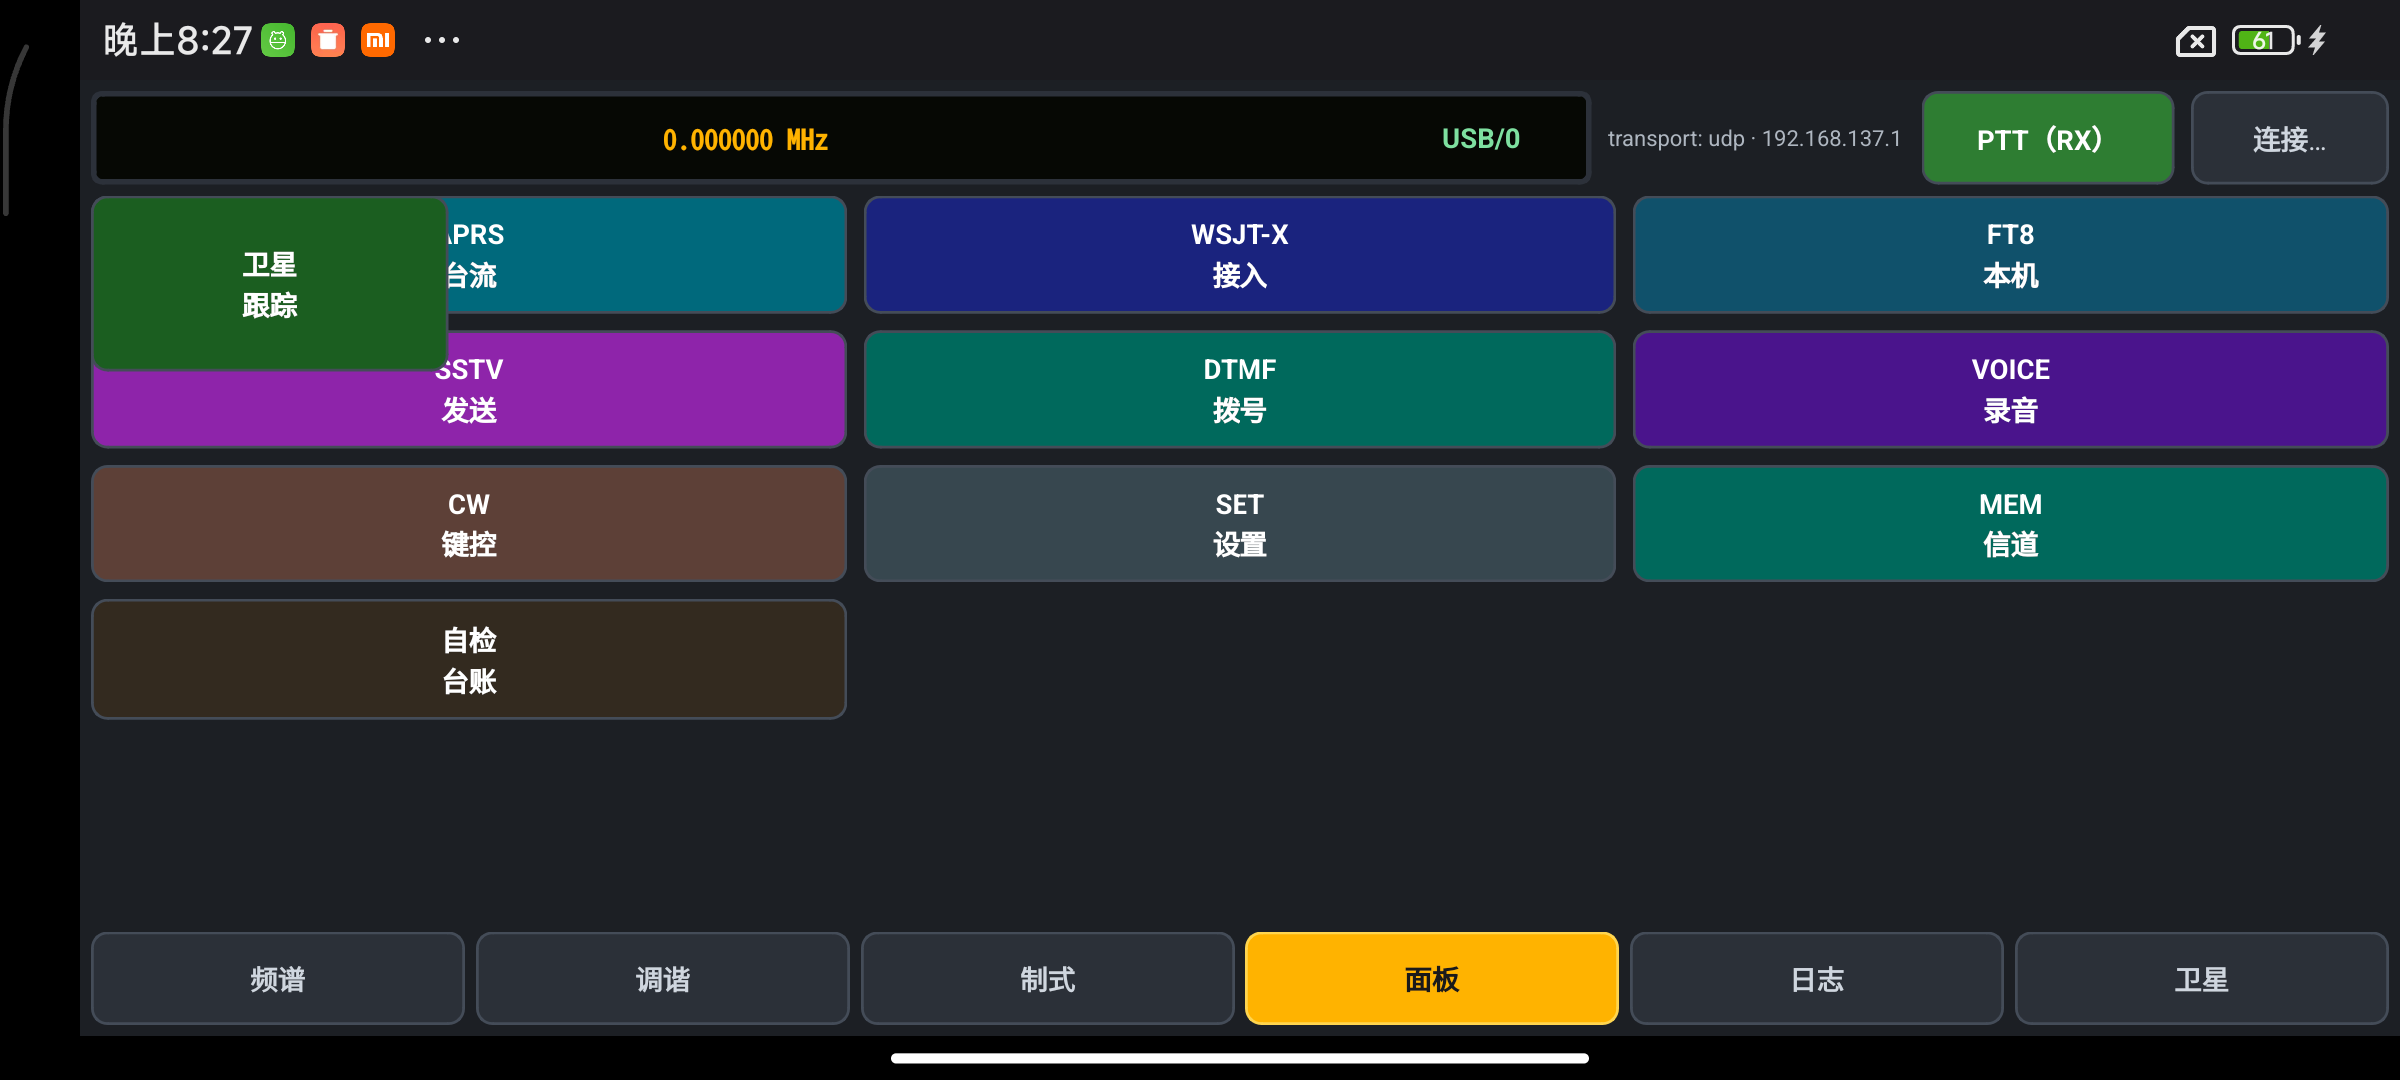 晚上8:27
61
0.000000 MHz
USB/0
transport: udp · 192.168.137.1
PTT（RX）
连接...
卫星
跟踪
APRS
台流
WSJT-X
接入
FT8
本机
SSTV
发送
DTMF
拨号
VOICE
录音
CW
键控
SET
设置
MEM
信道
自检
台账
频谱
调谐
制式
面板
日志
卫星